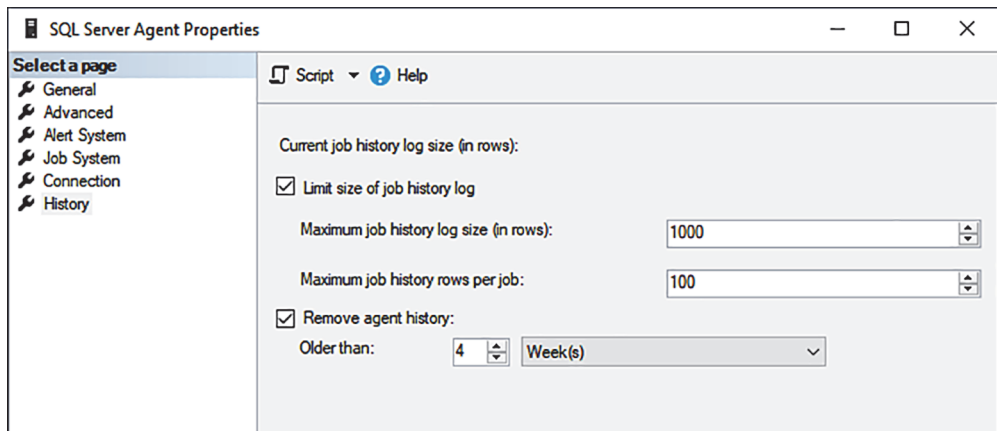 SQL Server Agent Properties
Select a page
General
Advanced
Alert System
Job System
Connection
History
Script
Help
Current job history log size (in rows):
Limit size of job history log
Maximum job history log size (in rows): 1000
Maximum job history rows per job: 100
Remove agent history:
Older than: 4 Week(s)